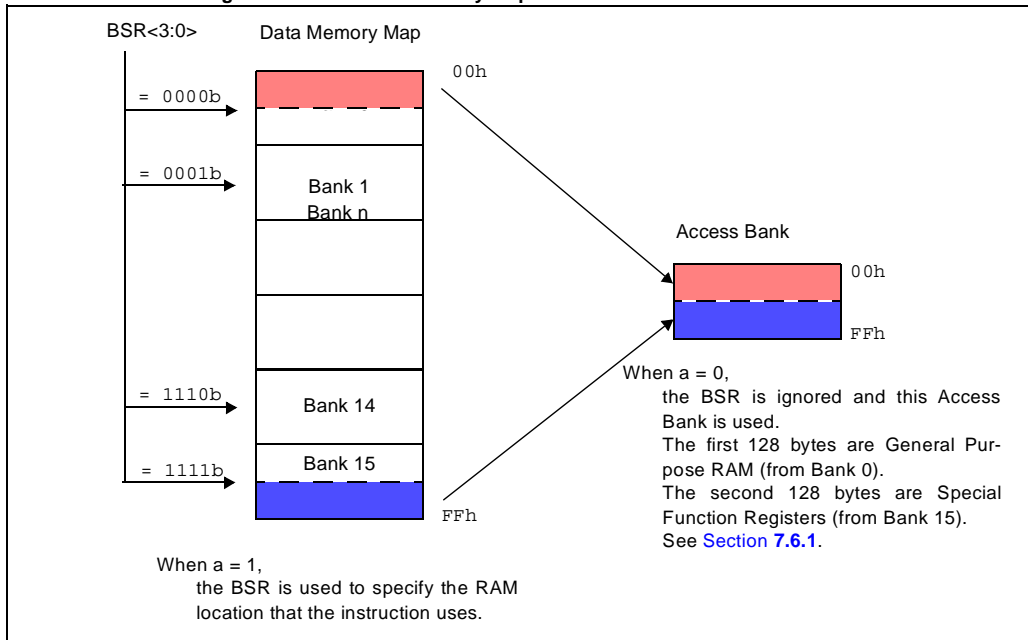 BSR<3:0>
Data Memory Map
00h
= 0000b
= 0001b
Bank 1
Bank n
Access Bank
00h
FFh
= 1110b
Bank 14
= 1111b
Bank 15
FFh
When a = 0,
the BSR is ignored and this Access
Bank is used.
The first 128 bytes are General Pur-
pose RAM (from Bank 0).
The second 128 bytes are Special
Function Registers (from Bank 15).
See Section 7.6.1.
When a = 1,
the BSR is used to specify the RAM
location that the instruction uses.